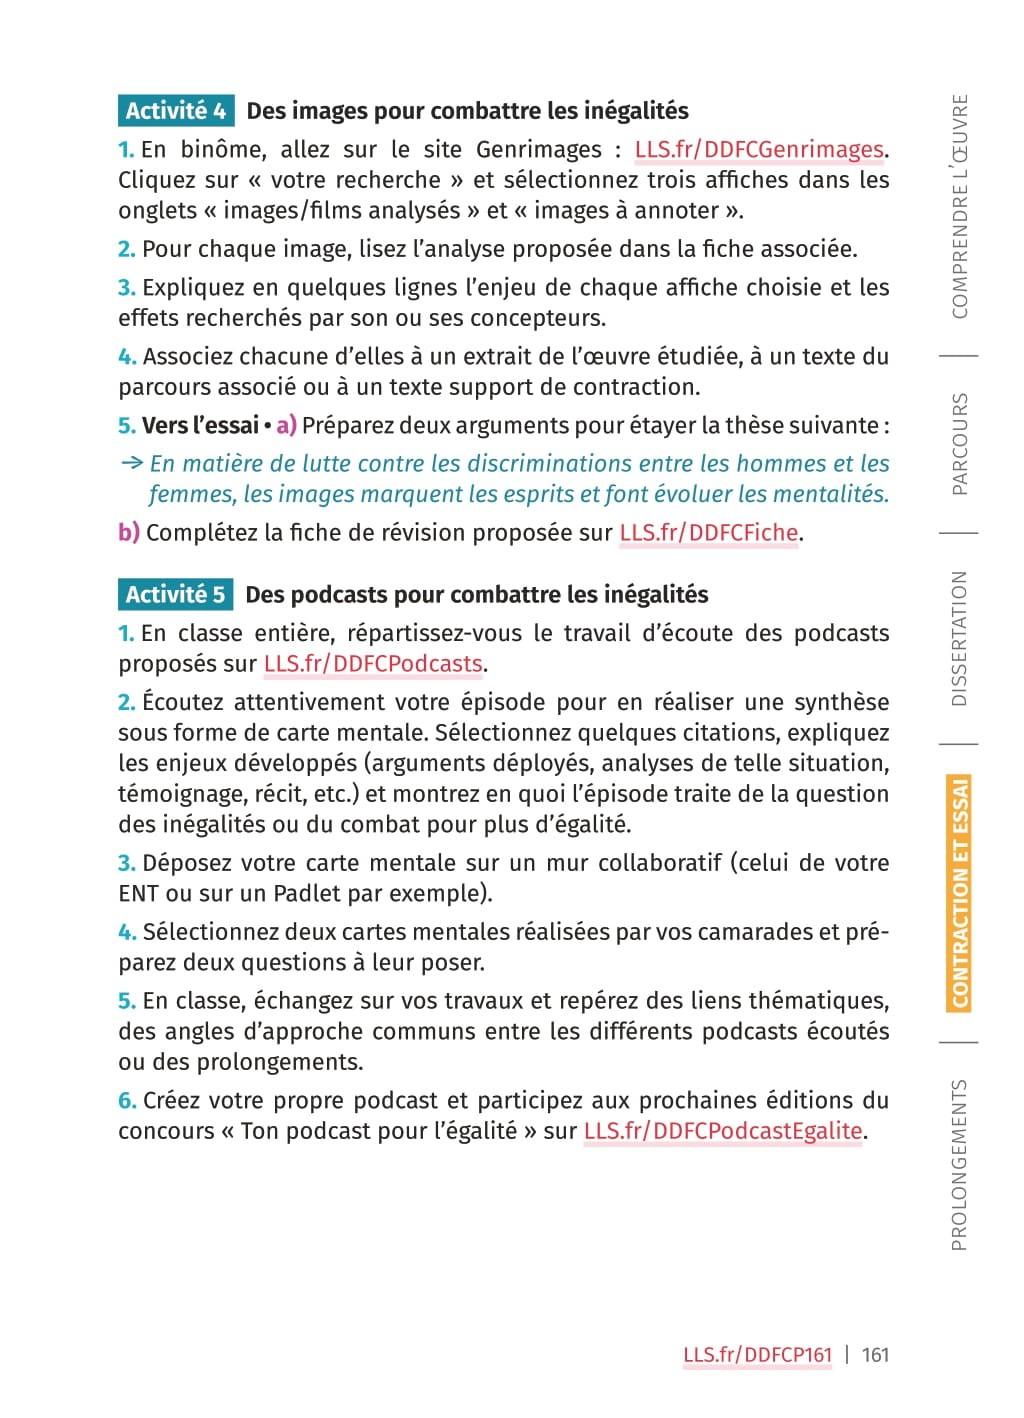 Activité 4 Des images pour combattre les inégalités
1. En binôme, allez sur le site Genrimages : LLS.fr/DDFCGenrimages.
Cliquez sur « votre recherche » et sélectionnez trois affiches dans les
onglets « images/films analysés » et « images à annoter ».
2. Pour chaque image, lisez l’analyse proposée dans la fiche associée.
3. Expliquez en quelques lignes l’enjeu de chaque affiche choisie et les
effets recherchés par son ou ses concepteurs.
4. Associez chacune d’elles à un extrait de l’œuvre étudiée, à un texte du
parcours associé ou à un texte support de contraction.
5. Vers l’essai • a) Préparez deux arguments pour étayer la thèse suivante :
→ En matière de lutte contre les discriminations entre les hommes et les
femmes, les images marquent les esprits et font évoluer les mentalités.
b) Complétez la fiche de révision proposée sur LLS.fr/DDFCFiche.
Activité 5 Des podcasts pour combattre les inégalités
1. En classe entière, répartissez-vous le travail d’écoute des podcasts
proposés sur LLS.fr/DDFCPodcasts.
2. Écoutez attentivement votre épisode pour en réaliser une synthèse
sous forme de carte mentale. Sélectionnez quelques citations, expliquez
les enjeux développés (arguments déployés, analyses de telle situation,
témoignage, récit, etc.) et montrez en quoi l’épisode traite de la question
des inégalités ou du combat pour plus d’égalité.
3. Déposez votre carte mentale sur un mur collaboratif (celui de votre
ENT ou sur un Padlet par exemple).
4. Sélectionnez deux cartes mentales réalisées par vos camarades et pré-
parez deux questions à leur poser.
5. En classe, échangez sur vos travaux et repérez des liens thématiques,
des angles d’approche communs entre les différents podcasts écoutés
ou des prolongements.
6. Créez votre propre podcast et participez aux prochaines éditions du
concours « Ton podcast pour l’égalité » sur LLS.fr/DDFCPodcastEgalite.
COMPRENDRE L’ŒUVRE
PARCOURS
DISSERTATION
CONTRACTION ET ESSAI
PROLONGEMENTS
LLS.fr/DDFCP161 | 161